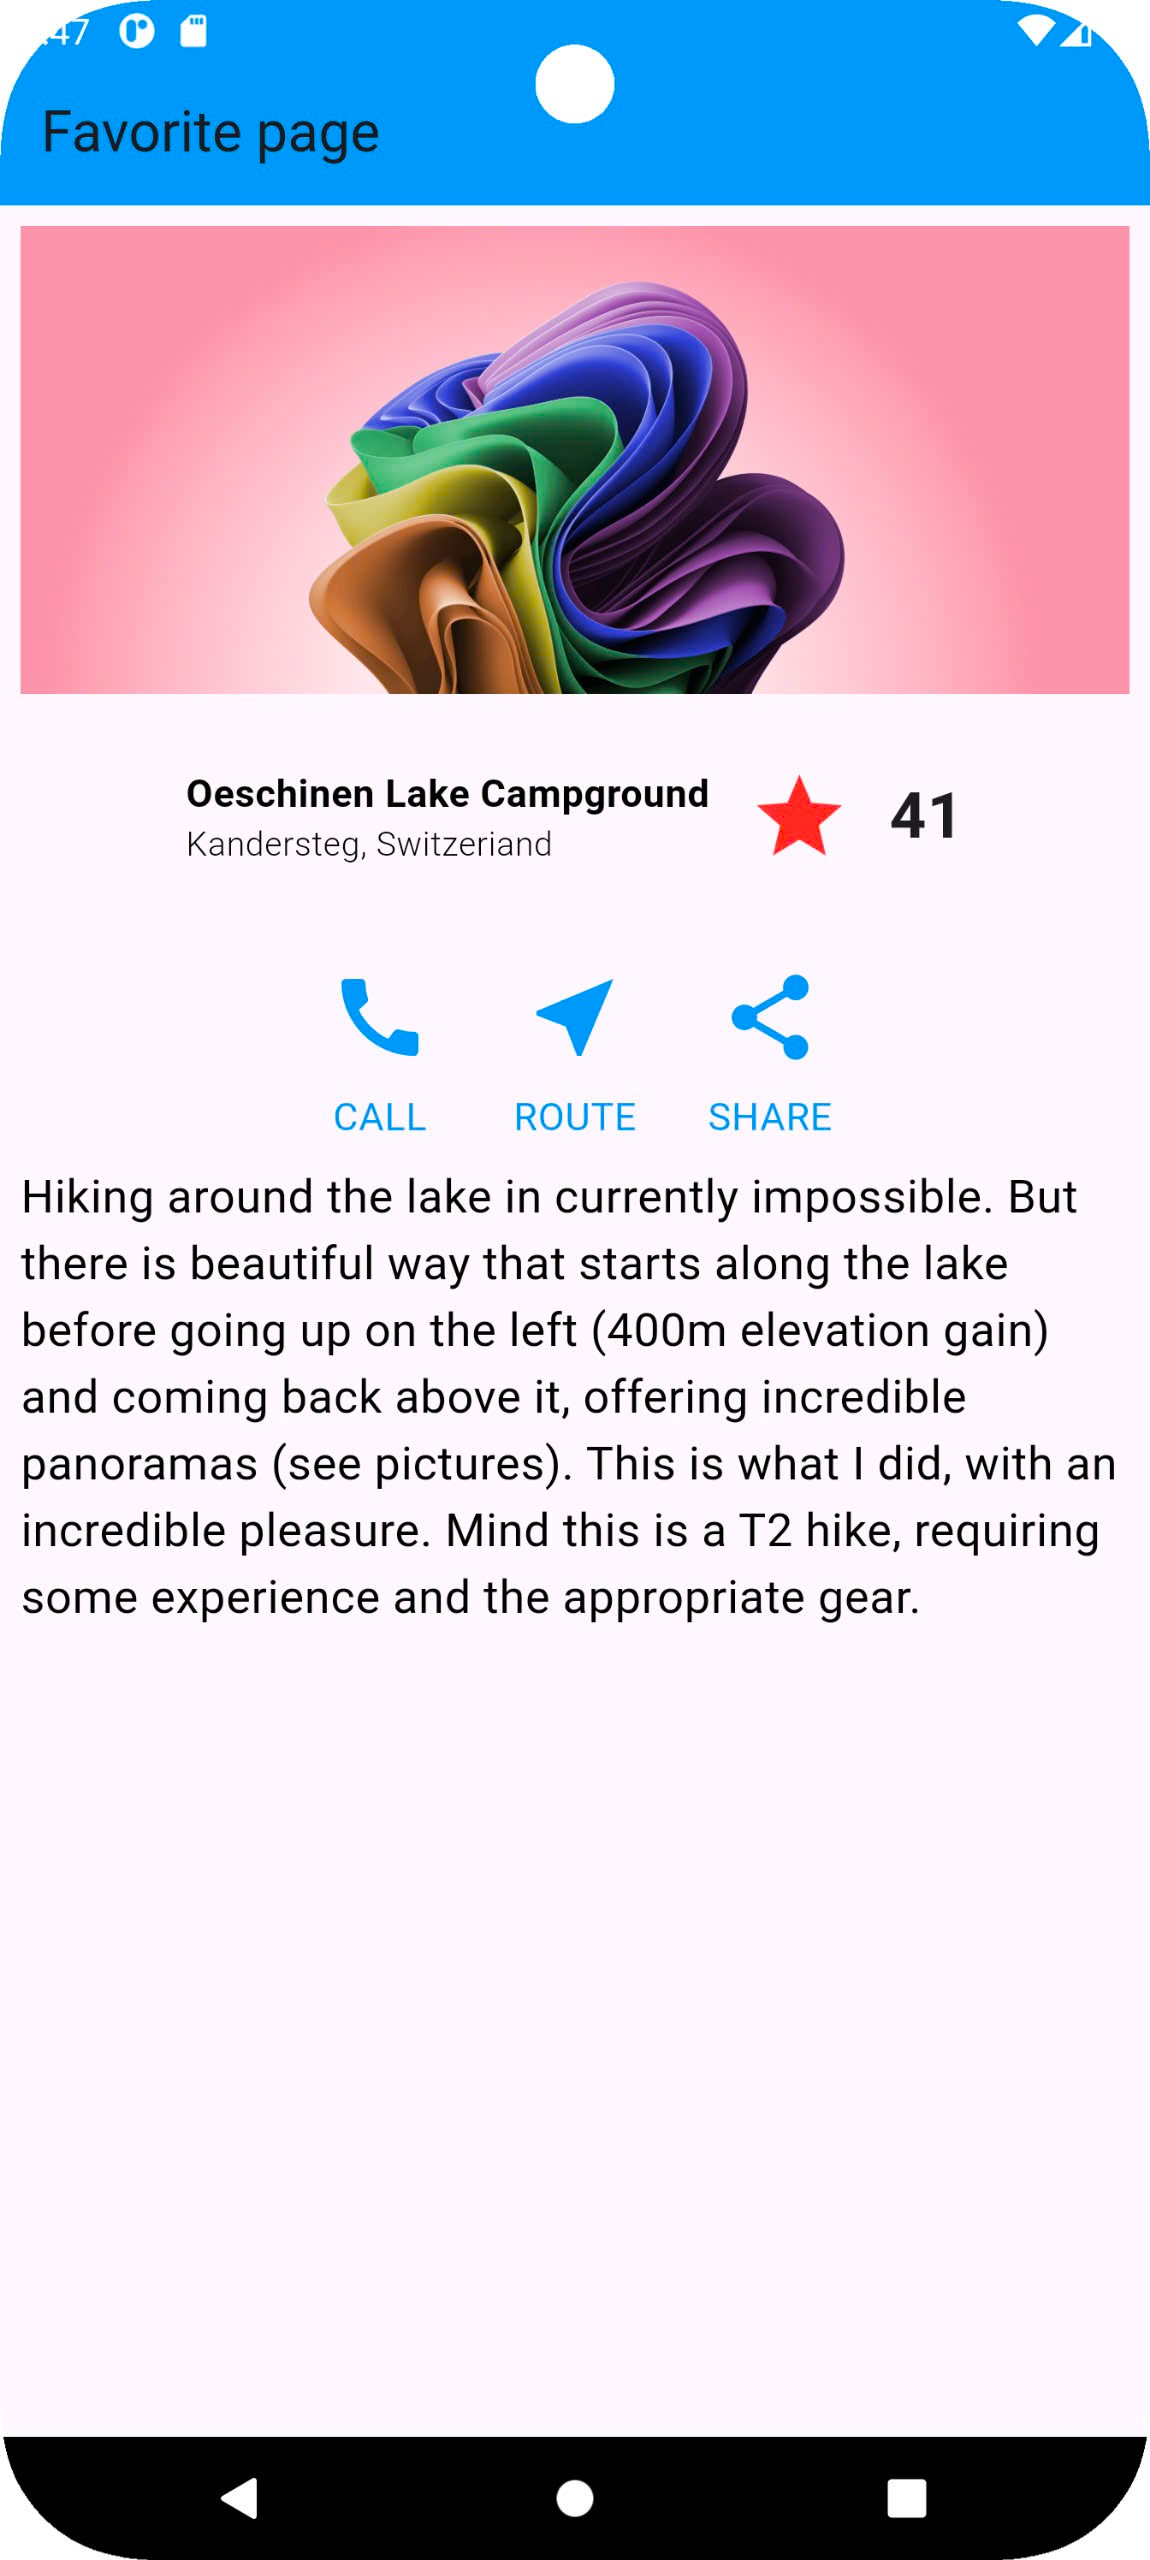 :47
Favorite page
Oeschinen Lake Campground
Kandersteg, Switzeriand
41
CALL
ROUTE
SHARE
Hiking around the lake in currently impossible. But
there is beautiful way that starts along the lake
before going up on the left (400m elevation gain)
and coming back above it, offering incredible
panoramas (see pictures). This is what I did, with an
incredible pleasure. Mind this is a T2 hike, requiring
some experience and the appropriate gear.